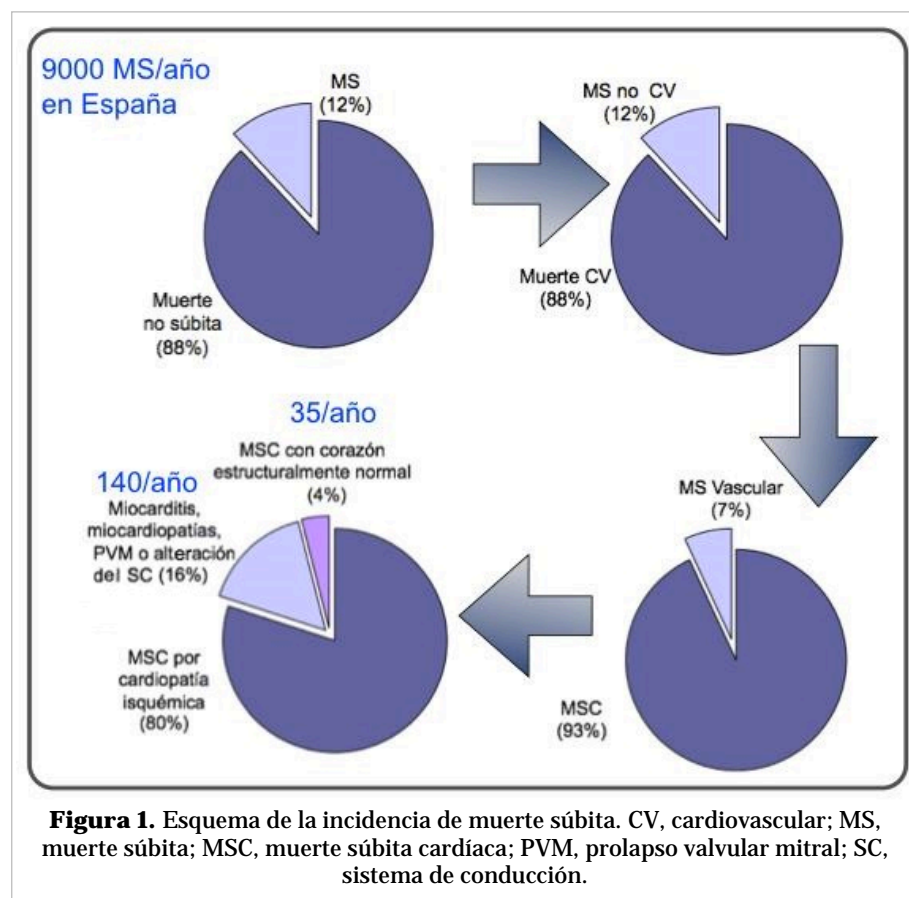 9000 MS/año
en España
MS
(12%)
Muerte
no súbita
(88%)
MS no CV
(12%)
Muerte CV
(88%)
MS Vascular
(7%)
MSC
(93%)
35/año
MSC con corazón
estructuralmente normal
(4%)
140/año
Miocarditis,
miocardiopatías,
PVM o alteración
del SC (16%)
MSC por
cardiopatía
isquémica
(80%)
Figura 1. Esquema de la incidencia de muerte súbita. CV, cardiovascular; MS,
muerte súbita; MSC, muerte súbita cardíaca; PVM, prolapso valvular mitral; SC,
sistema de conducción.